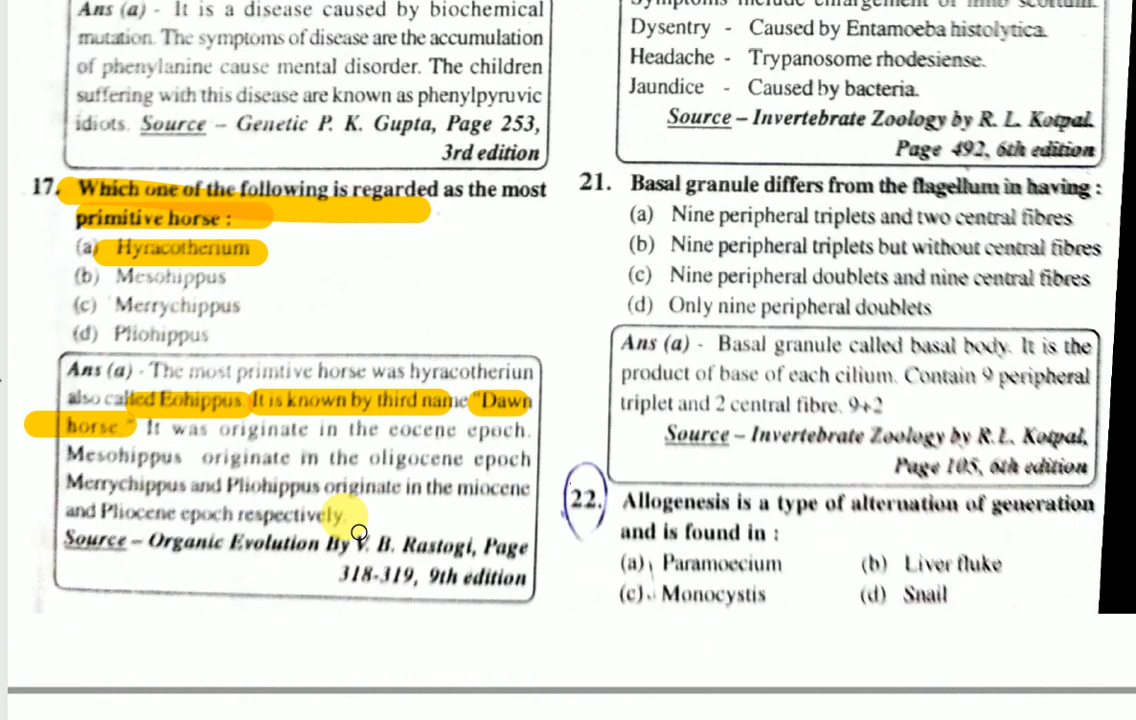 Ans (a) - It is a disease caused by biochemical
mutation. The symptoms of disease are the accumulation
of phenylanine cause mental disorder. The children
suffering with this disease are known as phenylpyruvic
idiots. Source – Genetic P. K. Gupta, Page 253,
3rd edition
17. Which one of the following is regarded as the most
primitive horse :
(a) Hyracotherium
(b) Mesohippus
(c) Merrychippus
(d) Pliohippus
Ans (a) - The most primtive horse was hyracotheriun
also called Eohippus. It is known by third name "Dawn
horse." It was originate in the eocene epoch.
Mesohippus originate in the oligocene epoch
Merrychippus and Pliohippus originate in the miocene
and Pliocene epoch respectively.
Source – Organic Evolution By V. B. Rastogi, Page
318-319, 9th edition
Symptoms include enlargement of limb scortum.
Dysentry - Caused by Entamoeba histolytica.
Headache - Trypanosome rhodesiense.
Jaundice - Caused by bacteria.
Source – Invertebrate Zoology by R. L. Kotpal.
Page 492, 6th edition
21. Basal granule differs from the flagellum in having :
(a) Nine peripheral triplets and two central fibres
(b) Nine peripheral triplets but without central fibres
(c) Nine peripheral doublets and nine central fibres
(d) Only nine peripheral doublets
Ans (a) - Basal granule called basal body. It is the
product of base of each cilium. Contain 9 peripheral
triplet and 2 central fibre. 9+2
Source – Invertebrate Zoology by R.L. Kotpal,
Page 105, 6th edition
22. Allogenesis is a type of alternation of generation
and is found in :
(a) Paramoecium (b) Liver fluke
(c) Monocystis (d) Snail